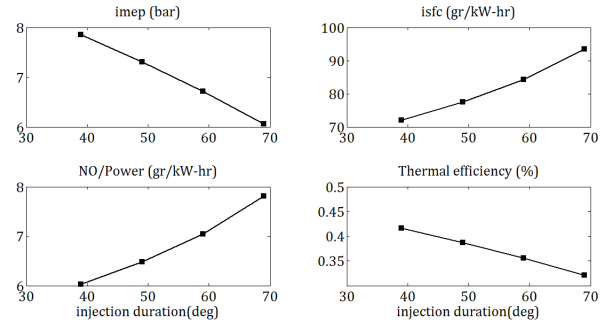 imep (bar)
8
7
6
30 40 50 60 70
isfc (gr/kW-hr)
100
90
80
70
30 40 50 60 70
NO/Power (gr/kW-hr)
8
7
6
30 40 50 60 70
injection duration(deg)
Thermal efficiency (%)
0.5
0.45
0.4
0.35
30 40 50 60 70
injection duration(deg)